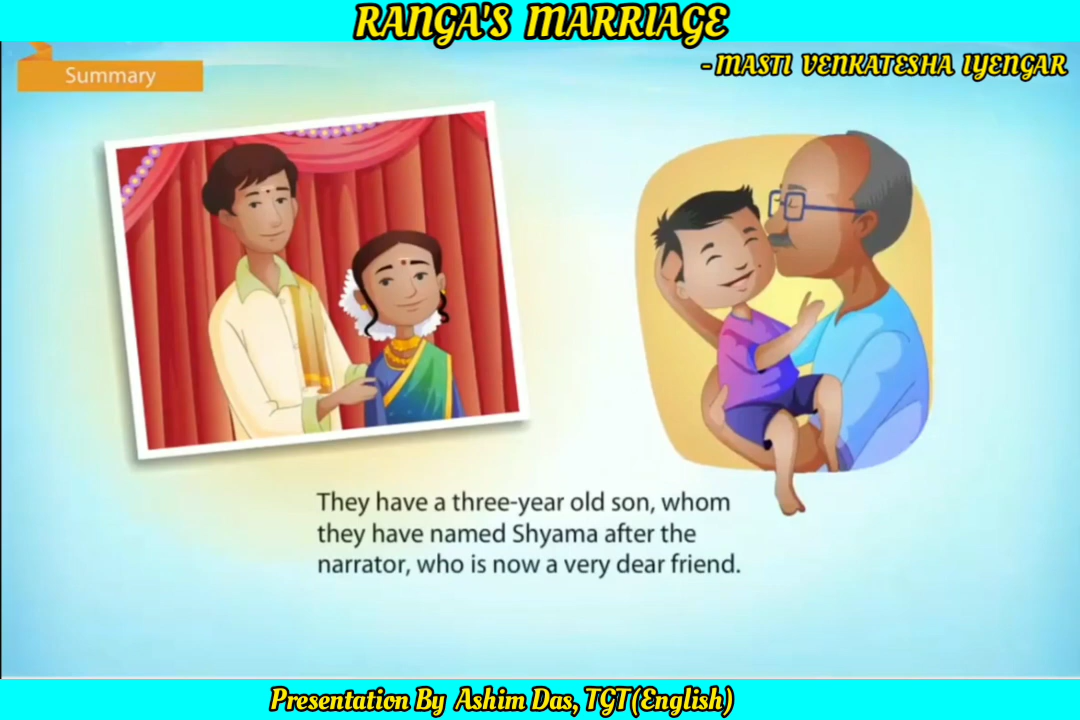 RANGA'S MARRIAGE
Summary
- MASTI VENKATESHA IYENGAR
They have a three-year old son, whom
they have named Shyama after the
narrator, who is now a very dear friend.
Presentation By Ashim Das, TGT(English)